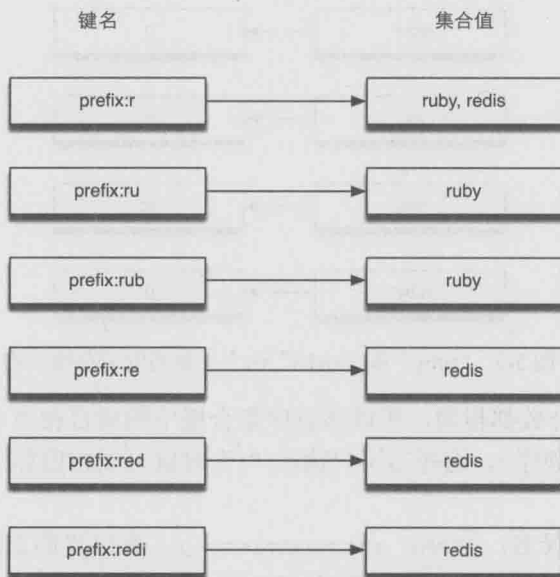 键名 集合值
prefix:r ruby, redis
prefix:ru ruby
prefix:rub ruby
prefix:re redis
prefix:red redis
prefix:redi redis